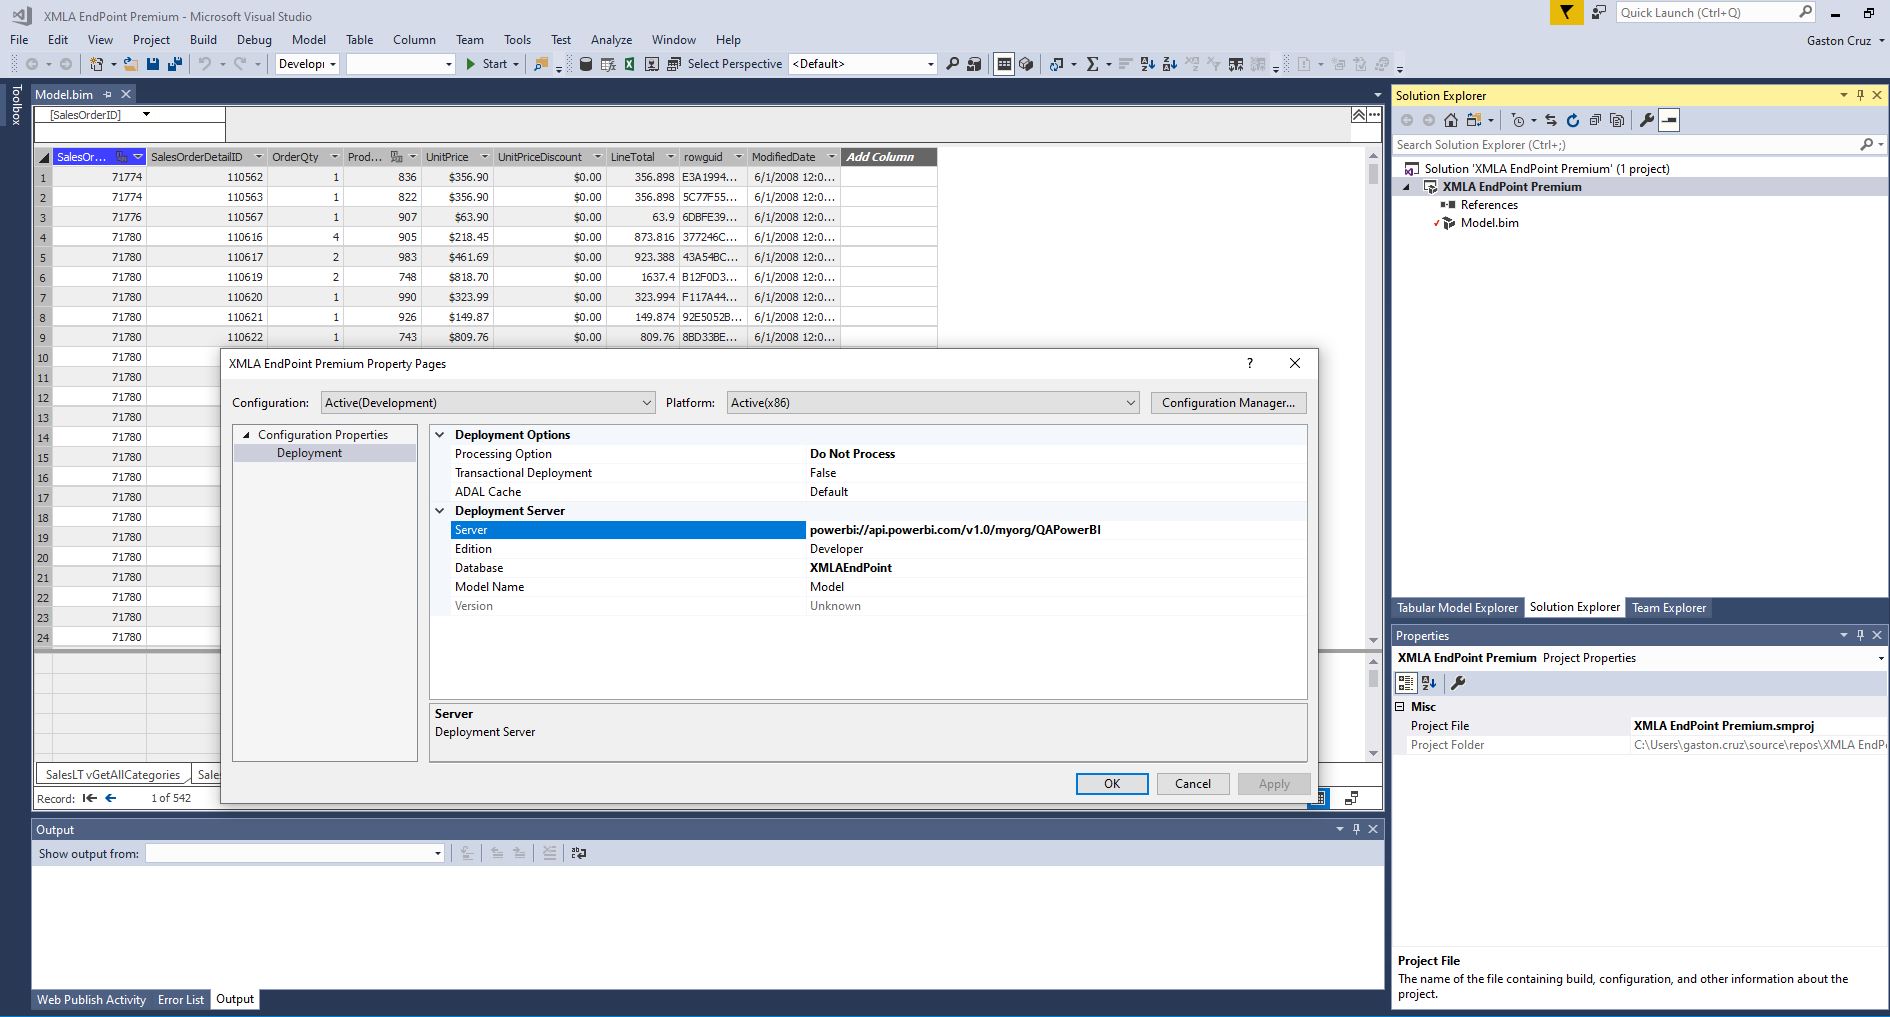 XMLA EndPoint Premium - Microsoft Visual Studio
Quick Launch (Ctrl+Q)
File Edit View Project Build Debug Model Table Column Team Tools Test Analyze Window Help
Gaston Cruz
Develop Start Select Perspective <Default>
Toolbox
Model.bim
[SalesOrderID]
SalesOr... SalesOrderDetailID OrderQty Prod... UnitPrice UnitPriceDiscount LineTotal rowguid ModifiedDate Add Column
1 71774 110562 1 836 $356.90 $0.00 356.898 E3A1994... 6/1/2008 12:0...
2 71774 110563 1 822 $356.90 $0.00 356.898 5C77F55... 6/1/2008 12:0...
3 71776 110567 1 907 $63.90 $0.00 63.9 6DBFE39... 6/1/2008 12:0...
4 71780 110616 4 905 $218.45 $0.00 873.816 377246C... 6/1/2008 12:0...
5 71780 110617 2 983 $461.69 $0.00 923.388 43A54BC... 6/1/2008 12:0...
6 71780 110619 2 748 $818.70 $0.00 1637.4 B12F0D3... 6/1/2008 12:0...
7 71780 110620 1 990 $323.99 $0.00 323.994 F117A44... 6/1/2008 12:0...
8 71780 110621 1 926 $149.87 $0.00 149.874 92E5052B... 6/1/2008 12:0...
9 71780 110622 1 743 $809.76 $0.00 809.76 8BD33BE... 6/1/2008 12:0...
10 71780
11 71780
12 71780
13 71780
14 71780
15 71780
16 71780
17 71780
18 71780
19 71780
20 71780
21 71780
22 71780
23 71780
24 71780
SalesLT vGetAllCategories Sales
Record: 1 of 542
XMLA EndPoint Premium Property Pages
?
Configuration: Active(Development) Platform: Active(x86) Configuration Manager...
Configuration Properties
Deployment
Deployment Options
Processing Option Do Not Process
Transactional Deployment False
ADAL Cache Default
Deployment Server
Server powerbi://api.powerbi.com/v1.0/myorg/QAPowerBI
Edition Developer
Database XMLAEndPoint
Model Name Model
Version Unknown
Server
Deployment Server
OK Cancel Apply
Output
Show output from:
Web Publish Activity Error List Output
Solution Explorer
Search Solution Explorer (Ctrl+;)
Solution 'XMLA EndPoint Premium' (1 project)
XMLA EndPoint Premium
References
Model.bim
Tabular Model Explorer Solution Explorer Team Explorer
Properties
XMLA EndPoint Premium Project Properties
Misc
Project File XMLA EndPoint Premium.smproj
Project Folder C:\Users\gaston.cruz\source\repos\XMLA EndP
Project File
The name of the file containing build, configuration, and other information about the
project.